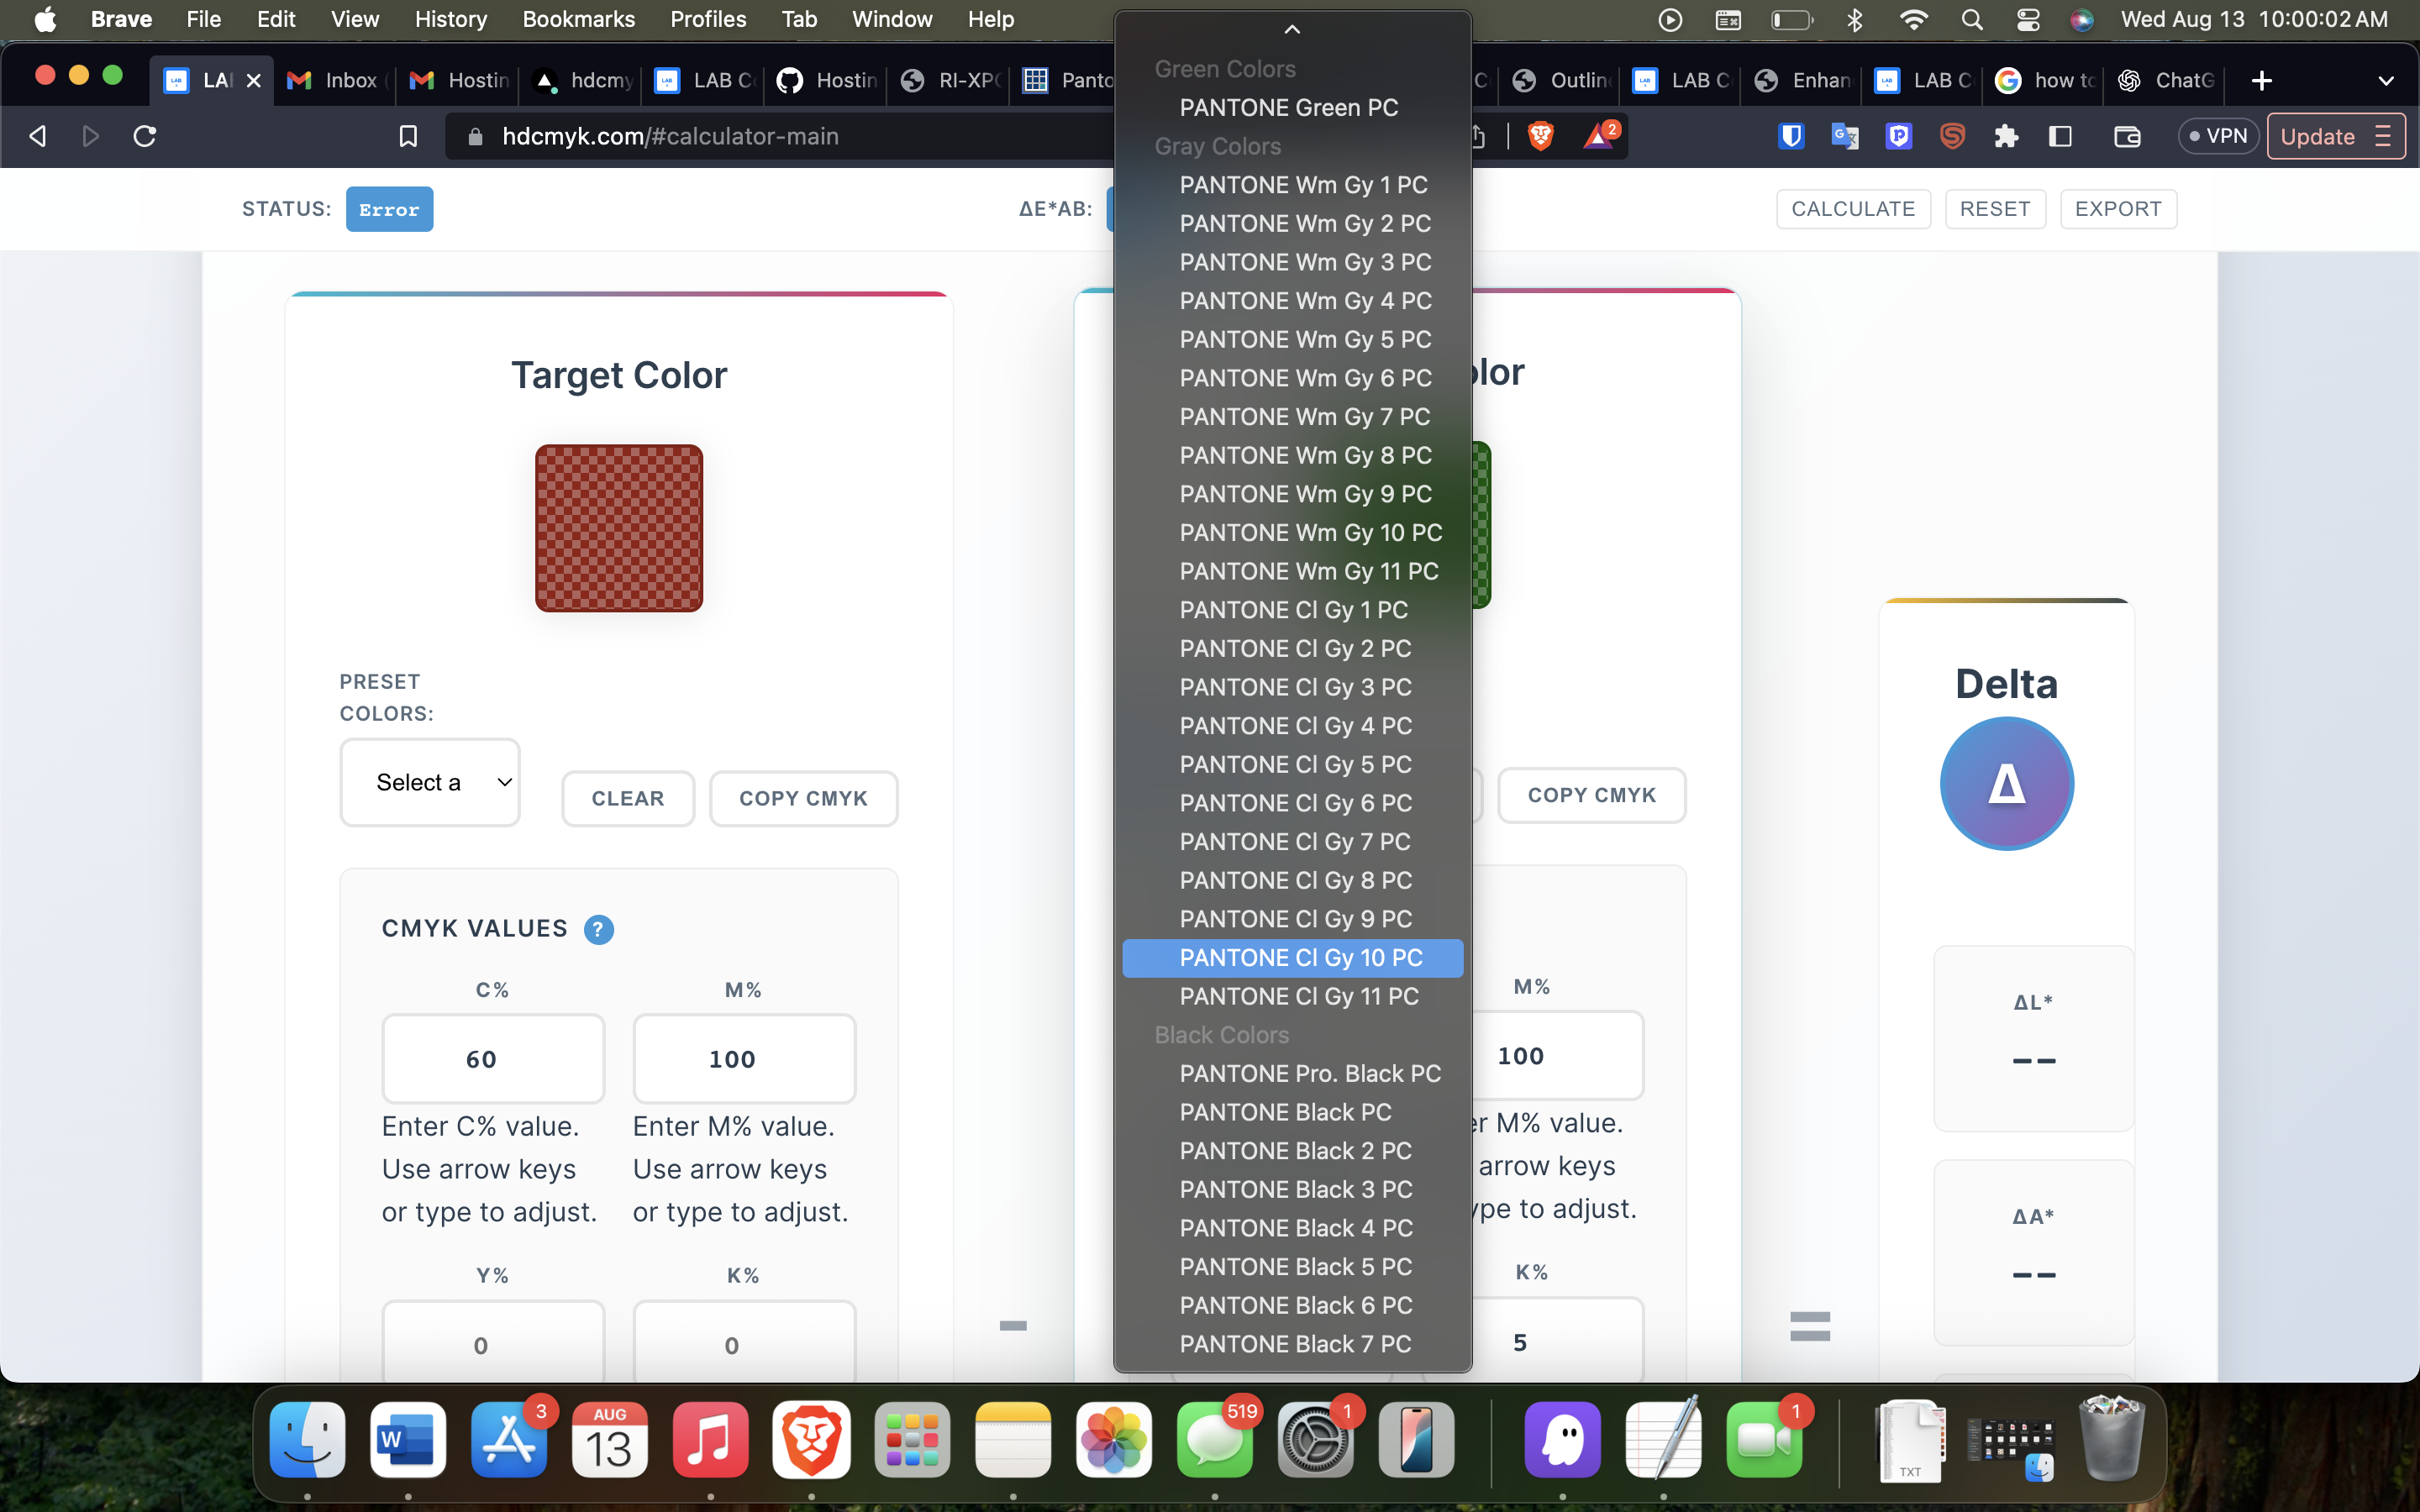 Brave File Edit View History Bookmarks Profiles Tab Window Help Wed Aug 13 10:00:02 AM
LAB
Inbox
Hostin
hdcmy
LAB C
Hostin
RI-XPC
Panto
Outlin
LAB C
Enhan
LAB C
how to
ChatG
hdcmyk.com/#calculator-main
2
VPN
Update
STATUS: Error
ΔE*AB:
CALCULATE RESET EXPORT
Target Color
PRESET
COLORS:
Select a
CLEAR
COPY CMYK
CMYK VALUES ?
C% M%
60 100
Enter C% value. Enter M% value.
Use arrow keys Use arrow keys
or type to adjust. or type to adjust.
Y% K%
0 0
-
Green Colors
PANTONE Green PC
Gray Colors
PANTONE Wm Gy 1 PC
PANTONE Wm Gy 2 PC
PANTONE Wm Gy 3 PC
PANTONE Wm Gy 4 PC
PANTONE Wm Gy 5 PC
PANTONE Wm Gy 6 PC
PANTONE Wm Gy 7 PC
PANTONE Wm Gy 8 PC
PANTONE Wm Gy 9 PC
PANTONE Wm Gy 10 PC
PANTONE Wm Gy 11 PC
PANTONE Cl Gy 1 PC
PANTONE Cl Gy 2 PC
PANTONE Cl Gy 3 PC
PANTONE Cl Gy 4 PC
PANTONE Cl Gy 5 PC
PANTONE Cl Gy 6 PC
PANTONE Cl Gy 7 PC
PANTONE Cl Gy 8 PC
PANTONE Cl Gy 9 PC
PANTONE Cl Gy 10 PC
PANTONE Cl Gy 11 PC
Black Colors
PANTONE Pro. Black PC
PANTONE Black PC
PANTONE Black 2 PC
PANTONE Black 3 PC
PANTONE Black 4 PC
PANTONE Black 5 PC
PANTONE Black 6 PC
PANTONE Black 7 PC
lor
COPY CMYK
M%
100
er M% value.
arrow keys
ype to adjust.
K%
5
=
Delta
Δ
ΔL*
--
ΔA*
--
W
3
AUG
13
519
1
1
TXT